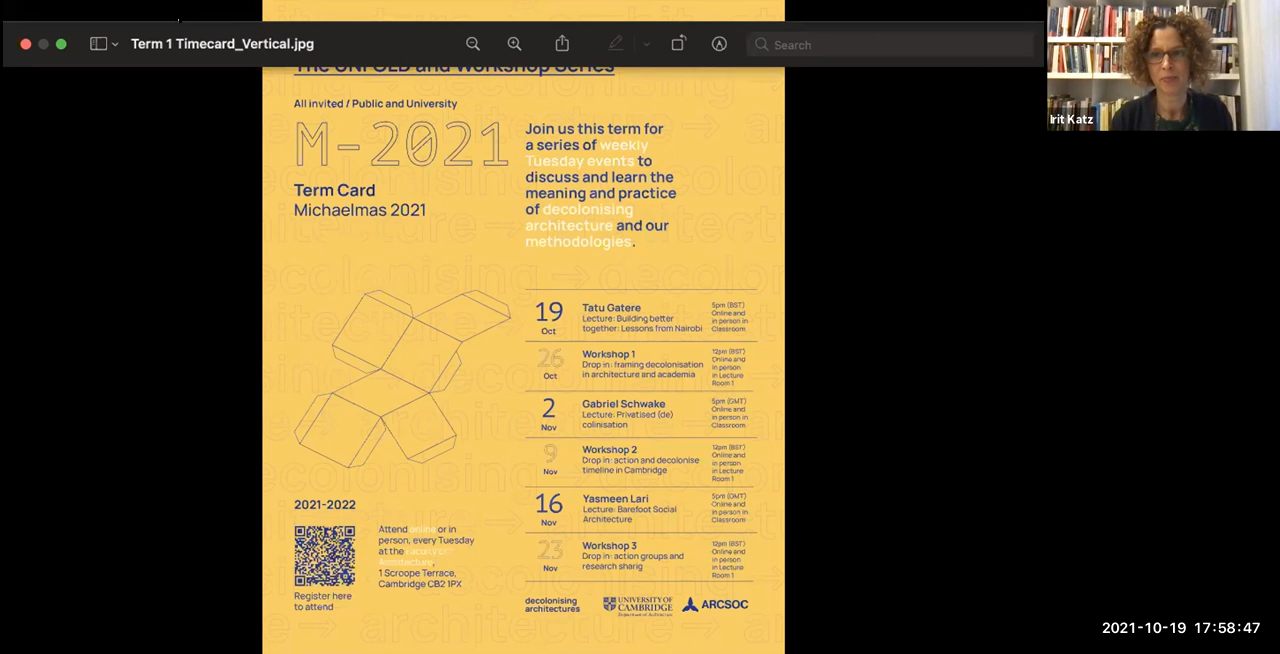 Term 1 Timecard_Vertical.jpg
Search
Irit Katz
The UNFOLD and Workshop Series
All invited / Public and University
M-2021
Term Card
Michaelmas 2021
Join us this term for
a series of weekly
Tuesday events to
discuss and learn the
meaning and practice
of decolonising
architecture and our
methodologies.
19
Oct
Tatu Gatere
Lecture: Building better
together: Lessons from Nairobi
5pm (BST)
Online and
in person in
Classroom
26
Oct
Workshop 1
Drop in: framing decolonisation
in architecture and academia
12pm (BST)
Online and
in person
in Lecture
Room 1
2
Nov
Gabriel Schwake
Lecture: Privatised (de)
colinisation
5pm (GMT)
Online and
in person in
Classroom
9
Nov
Workshop 2
Drop in: action and decolonise
timeline in Cambridge
12pm (BST)
Online and
in person
in Lecture
Room 1
16
Nov
Yasmeen Lari
Lecture: Barefoot Social
Architecture
5pm (GMT)
Online and
in person in
Classroom
23
Nov
Workshop 3
Drop in: action groups and
research sharig
12pm (BST)
Online and
in person
in Lecture
Room 1
2021-2022
Register here
to attend
Attend online or in
person, every Tuesday
at the Faculty of
Architecture,
1 Scroope Terrace,
Cambridge CB2 1PX
decolonising
architectures
UNIVERSITY OF
CAMBRIDGE
Department of Architecture
ARCSOC
2021-10-19 17:58:47